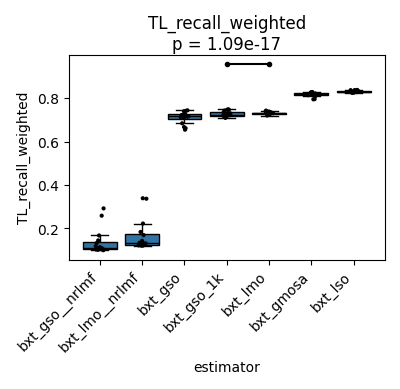 TL_recall_weighted
p = 1.09e-17
TL_recall_weighted
0.8
0.6
0.4
0.2
bxt_gso__nrlmf
bxt_lmo__nrlmf
bxt_gso
bxt_gso_1k
bxt_lmo
bxt_gmosa
bxt_lso
estimator